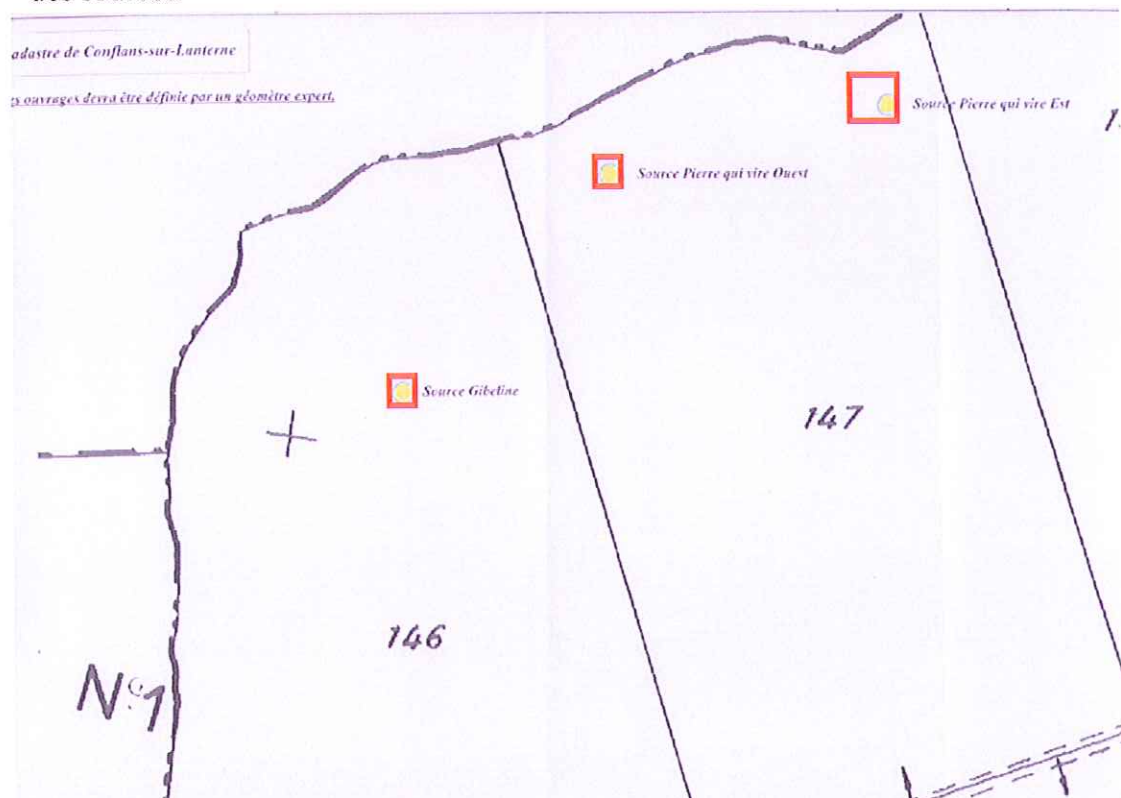 adastre de Conflans-sur-Lanterne
s ouvrages devra être définie par un géomètre expert.
Source Pierre qui vire Est
Source Pierre qui vire Ouest
Source Gibeline
147
146
N°1